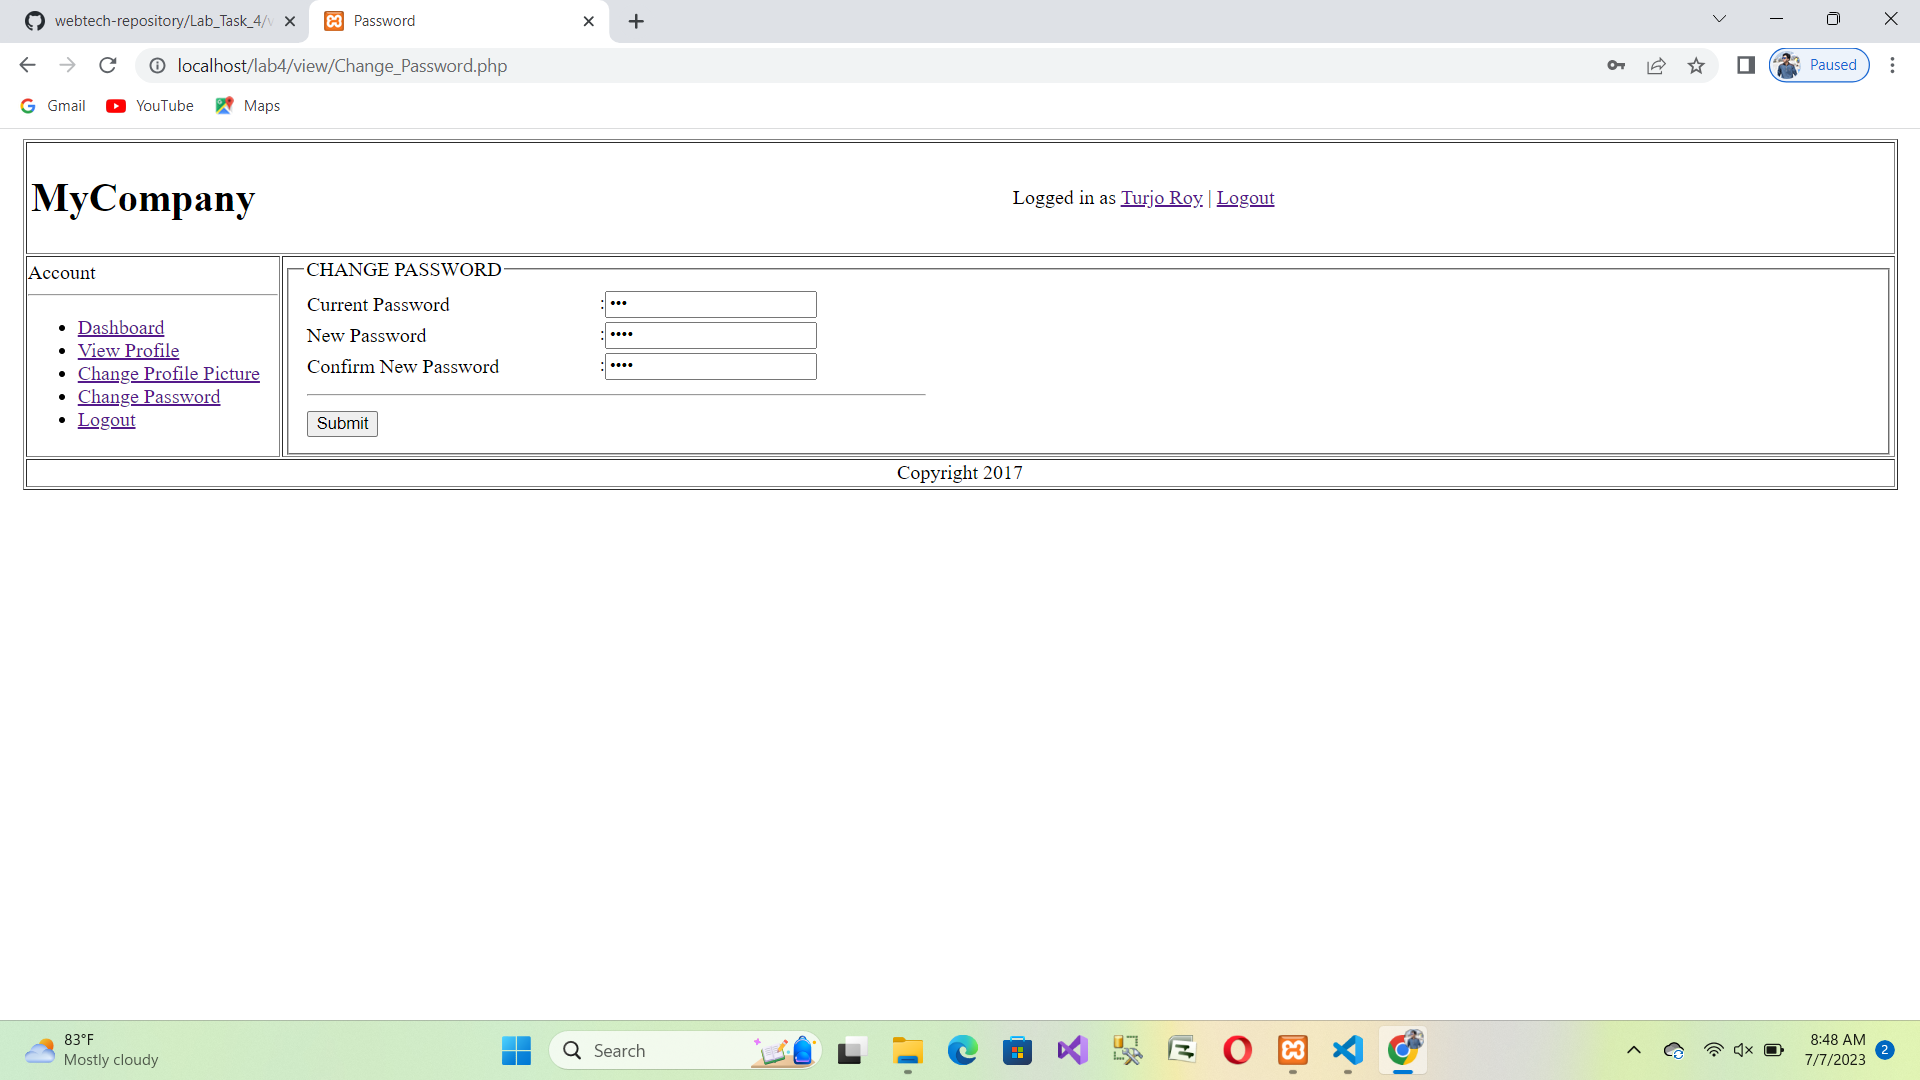 webtech-repository/Lab_Task_4/v
Password
localhost/lab4/view/Change_Password.php
Paused
Gmail
YouTube
Maps
MyCompany
Logged in as Turjo Roy | Logout
Account
Dashboard
View Profile
Change Profile Picture
Change Password
Logout
CHANGE PASSWORD
Current Password :
New Password :
Confirm New Password :
Submit
Copyright 2017
83°F
Mostly cloudy
Search
8:48 AM
7/7/2023
2